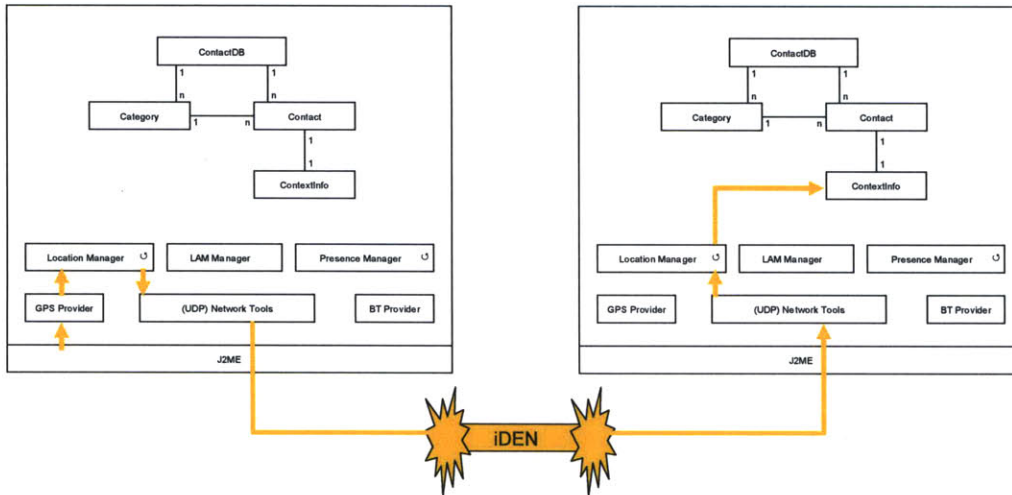 ContactDB
1 1
n n
Category 1 n Contact
1
1
ContextInfo
Location Manager LAM Manager Presence Manager
GPS Provider (UDP) Network Tools BT Provider
J2ME
ContactDB
1 1
n n
Category 1 n Contact
1
1
ContextInfo
Location Manager LAM Manager Presence Manager
GPS Provider (UDP) Network Tools BT Provider
J2ME
iDEN